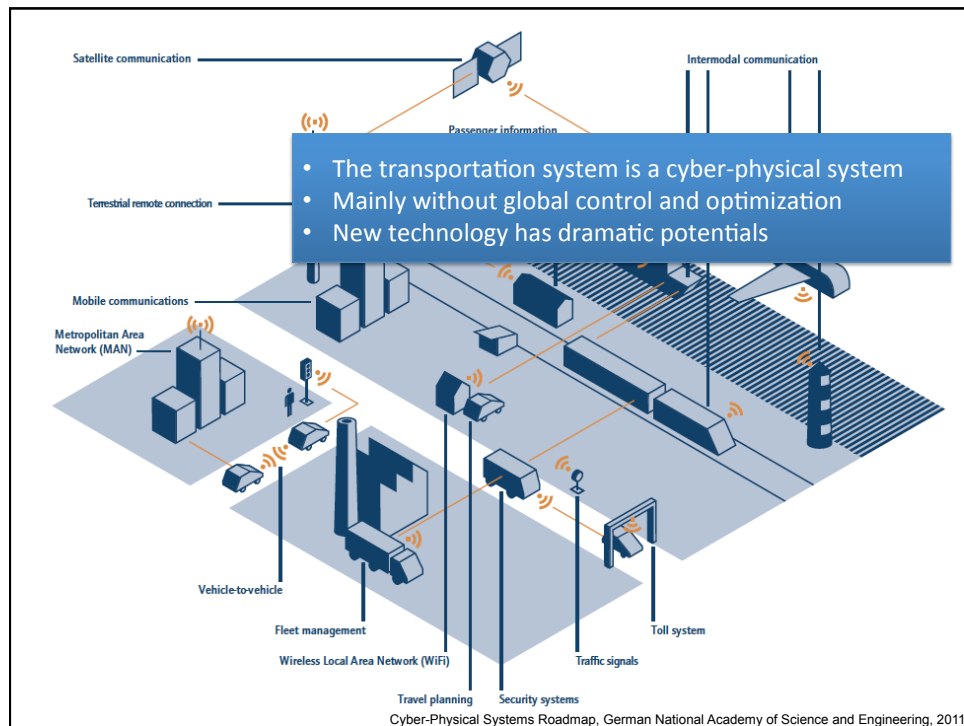 Satellite communication
Intermodal communication
Passenger information
• The transportation system is a cyber-physical system
• Mainly without global control and optimization
• New technology has dramatic potentials
Terrestrial remote connection
Mobile communications
Metropolitan Area
Network (MAN)
Vehicle-to-vehicle
Fleet management
Toll system
Wireless Local Area Network (WiFi)
Traffic signals
Travel planning
Security systems
Cyber-Physical Systems Roadmap, German National Academy of Science and Engineering, 2011